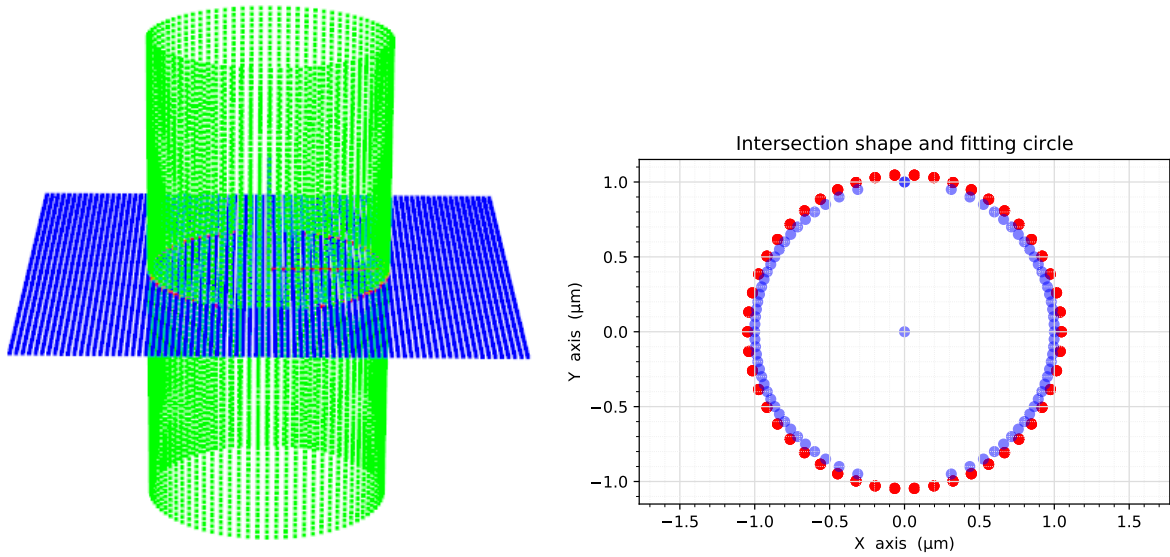 Intersection shape and fitting circle
1.0
0.5
0.0
−0.5
−1.0
Y axis (μm)
−1.5 −1.0 −0.5 0.0 0.5 1.0 1.5
X axis (μm)